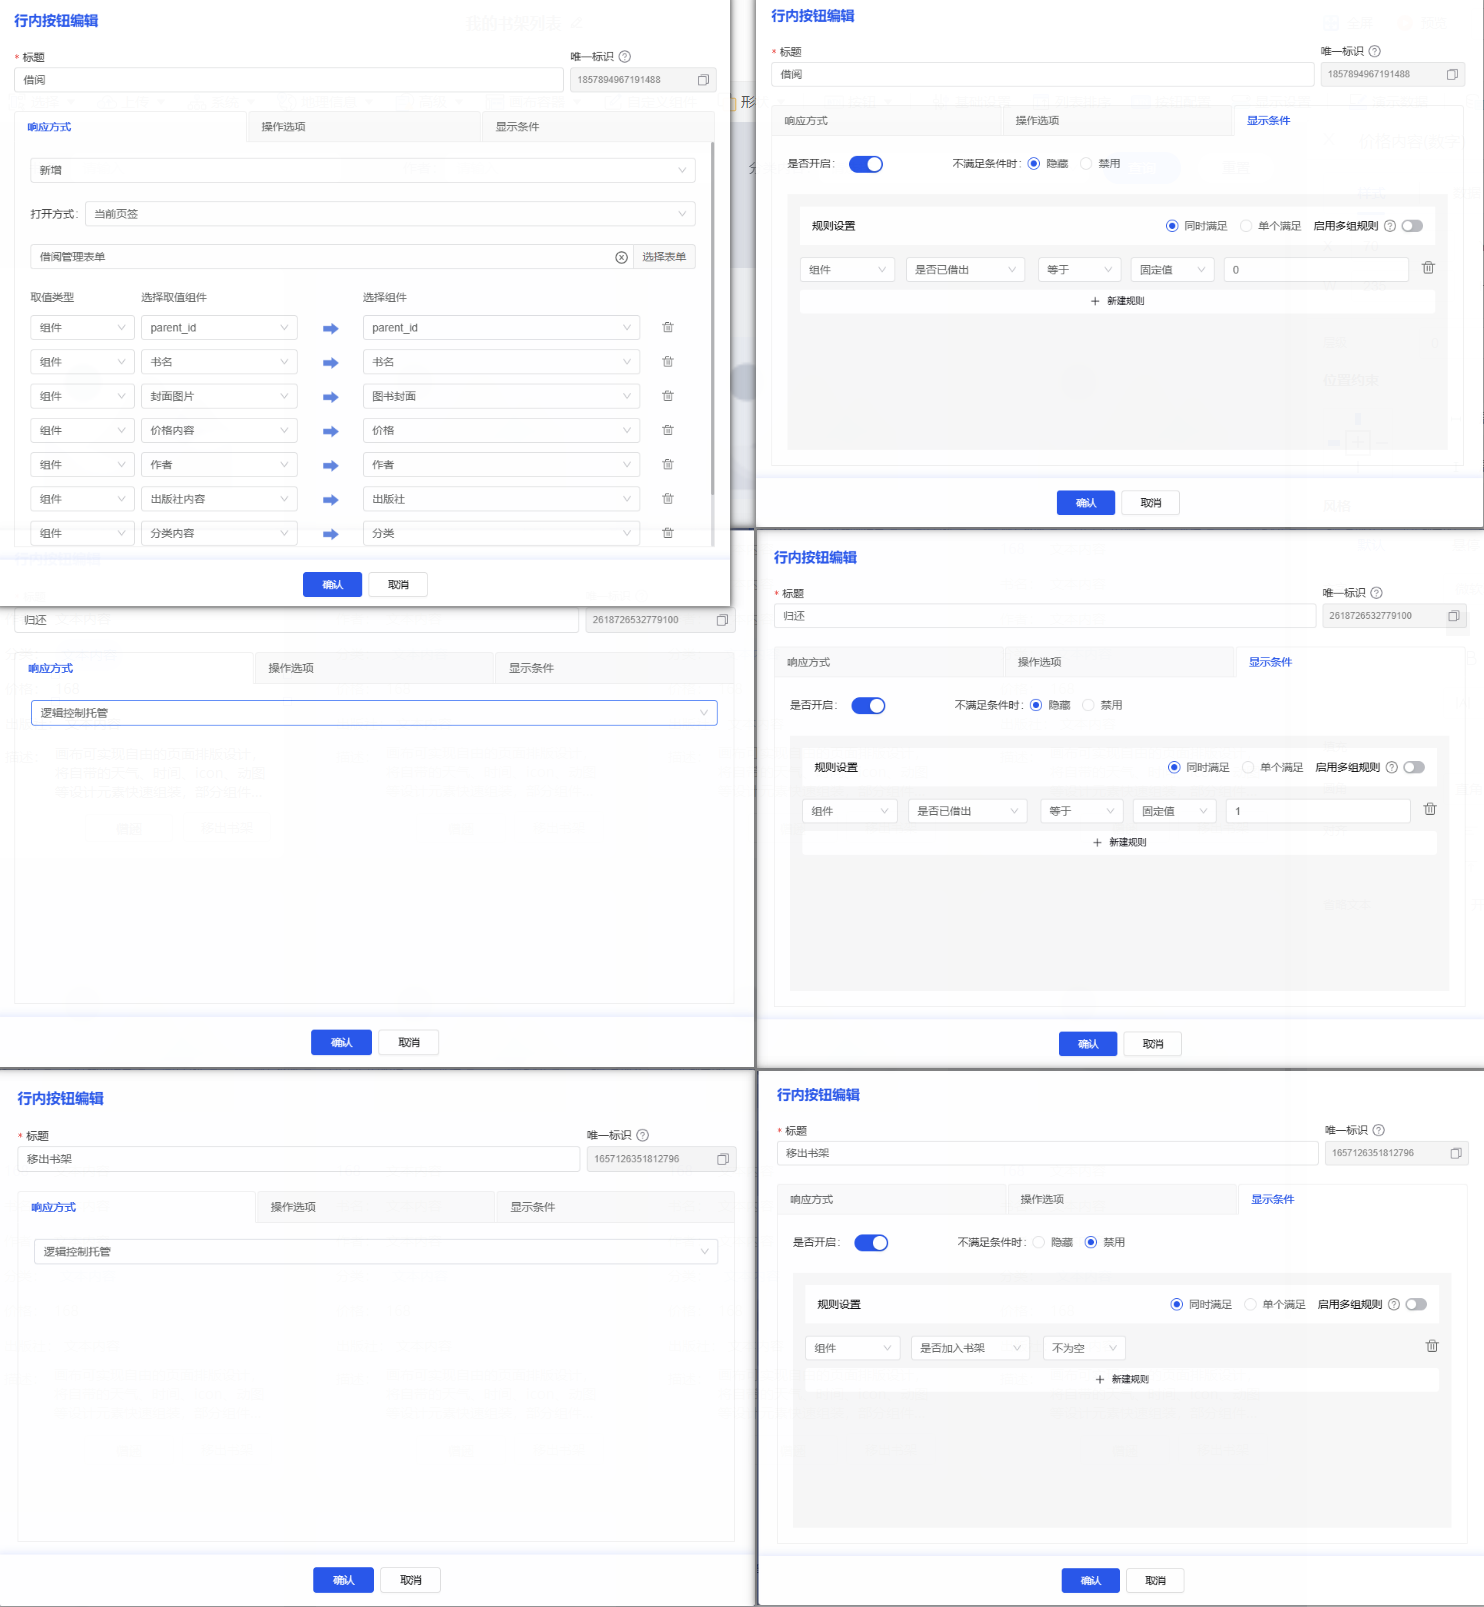 行内按钮编辑
* 标题
唯一标识
借阅
1857894967191488
响应方式
操作选项
显示条件
新增
打开方式：
当前页签
借阅管理表单
选择表单
取值类型
选择取值组件
选择组件
组件
parent_id
parent_id
组件
书名
书名
组件
封面图片
图书封面
组件
价格内容
价格
组件
作者
作者
组件
出版社内容
出版社
组件
分类内容
分类
确认
取消
行内按钮编辑
* 标题
唯一标识
借阅
1857894967191488
响应方式
操作选项
显示条件
是否开启：
不满足条件时：
隐藏
禁用
规则设置
同时满足
单个满足
启用多组规则
组件
是否已借出
等于
固定值
0
+ 新建规则
确认
取消
归还
2618726532779100
响应方式
操作选项
显示条件
逻辑控制托管
确认
取消
行内按钮编辑
* 标题
唯一标识
归还
2618726532779100
响应方式
操作选项
显示条件
是否开启：
不满足条件时：
隐藏
禁用
规则设置
同时满足
单个满足
启用多组规则
组件
是否已借出
等于
固定值
1
+ 新建规则
确认
取消
行内按钮编辑
* 标题
唯一标识
移出书架
1657126351812796
响应方式
操作选项
显示条件
逻辑控制托管
确认
取消
行内按钮编辑
* 标题
唯一标识
移出书架
1657126351812796
响应方式
操作选项
显示条件
是否开启：
不满足条件时：
隐藏
禁用
规则设置
同时满足
单个满足
启用多组规则
组件
是否加入书架
不为空
+ 新建规则
确认
取消